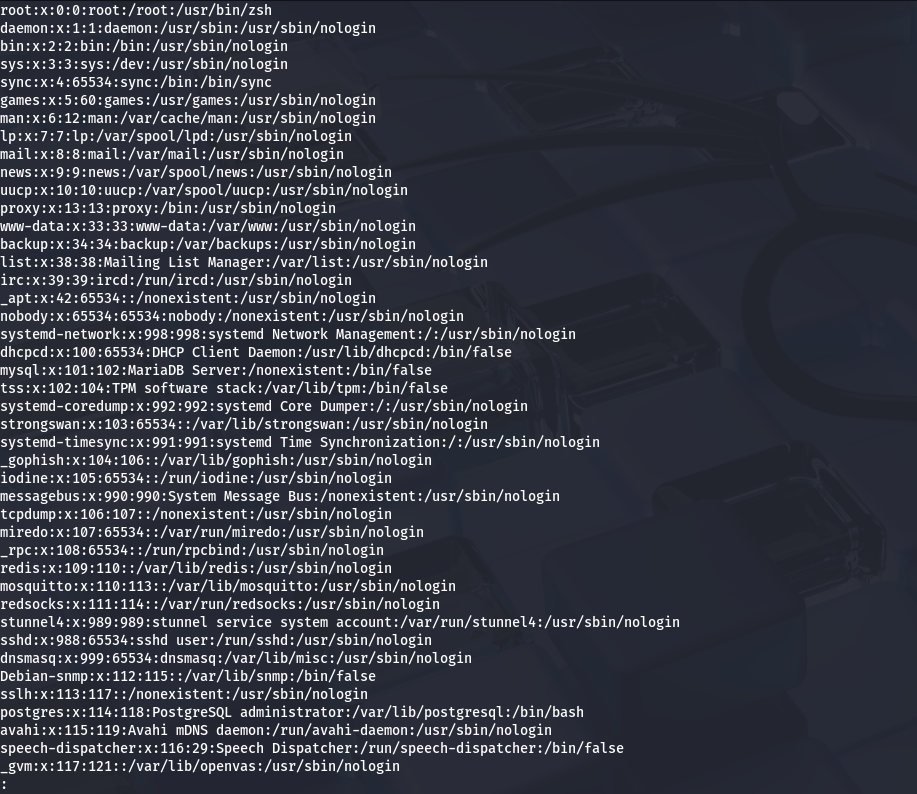 root:x:0:0:root:/root:/usr/bin/zsh
daemon:x:1:1:daemon:/usr/sbin:/usr/sbin/nologin
bin:x:2:2:bin:/bin:/usr/sbin/nologin
sys:x:3:3:sys:/dev:/usr/sbin/nologin
sync:x:4:65534:sync:/bin:/bin/sync
games:x:5:60:games:/usr/games:/usr/sbin/nologin
man:x:6:12:man:/var/cache/man:/usr/sbin/nologin
lp:x:7:7:lp:/var/spool/lpd:/usr/sbin/nologin
mail:x:8:8:mail:/var/mail:/usr/sbin/nologin
news:x:9:9:news:/var/spool/news:/usr/sbin/nologin
uucp:x:10:10:uucp:/var/spool/uucp:/usr/sbin/nologin
proxy:x:13:13:proxy:/bin:/usr/sbin/nologin
www-data:x:33:33:www-data:/var/www:/usr/sbin/nologin
backup:x:34:34:backup:/var/backups:/usr/sbin/nologin
list:x:38:38:Mailing List Manager:/var/list:/usr/sbin/nologin
irc:x:39:39:ircd:/run/ircd:/usr/sbin/nologin
_apt:x:42:65534::/nonexistent:/usr/sbin/nologin
nobody:x:65534:65534:nobody:/nonexistent:/usr/sbin/nologin
systemd-network:x:998:998:systemd Network Management:/:/usr/sbin/nologin
dhcpcd:x:100:65534:DHCP Client Daemon:/usr/lib/dhcpcd:/bin/false
mysql:x:101:102:MariaDB Server:/nonexistent:/bin/false
tss:x:102:104:TPM software stack:/var/lib/tpm:/bin/false
systemd-coredump:x:992:992:systemd Core Dumper:/:/usr/sbin/nologin
strongswan:x:103:65534::/var/lib/strongswan:/usr/sbin/nologin
systemd-timesync:x:991:991:systemd Time Synchronization:/:/usr/sbin/nologin
_gophish:x:104:106::/var/lib/gophish:/usr/sbin/nologin
iodine:x:105:65534::/run/iodine:/usr/sbin/nologin
messagebus:x:990:990:System Message Bus:/nonexistent:/usr/sbin/nologin
tcpdump:x:106:107::/nonexistent:/usr/sbin/nologin
miredo:x:107:65534::/var/run/miredo:/usr/sbin/nologin
_rpc:x:108:65534::/run/rpcbind:/usr/sbin/nologin
redis:x:109:110::/var/lib/redis:/usr/sbin/nologin
mosquitto:x:110:113::/var/lib/mosquitto:/usr/sbin/nologin
redsocks:x:111:114::/var/run/redsocks:/usr/sbin/nologin
stunnel4:x:989:989:stunnel service system account:/var/run/stunnel4:/usr/sbin/nologin
sshd:x:988:65534:sshd user:/run/sshd:/usr/sbin/nologin
dnsmasq:x:999:65534:dnsmasq:/var/lib/misc:/usr/sbin/nologin
Debian-snmp:x:112:115::/var/lib/snmp:/bin/false
sslh:x:113:117::/nonexistent:/usr/sbin/nologin
postgres:x:114:118:PostgreSQL administrator:/var/lib/postgresql:/bin/bash
avahi:x:115:119:Avahi mDNS daemon:/run/avahi-daemon:/usr/sbin/nologin
speech-dispatcher:x:116:29:Speech Dispatcher:/run/speech-dispatcher:/bin/false
_gvm:x:117:121::/var/lib/openvas:/usr/sbin/nologin
: